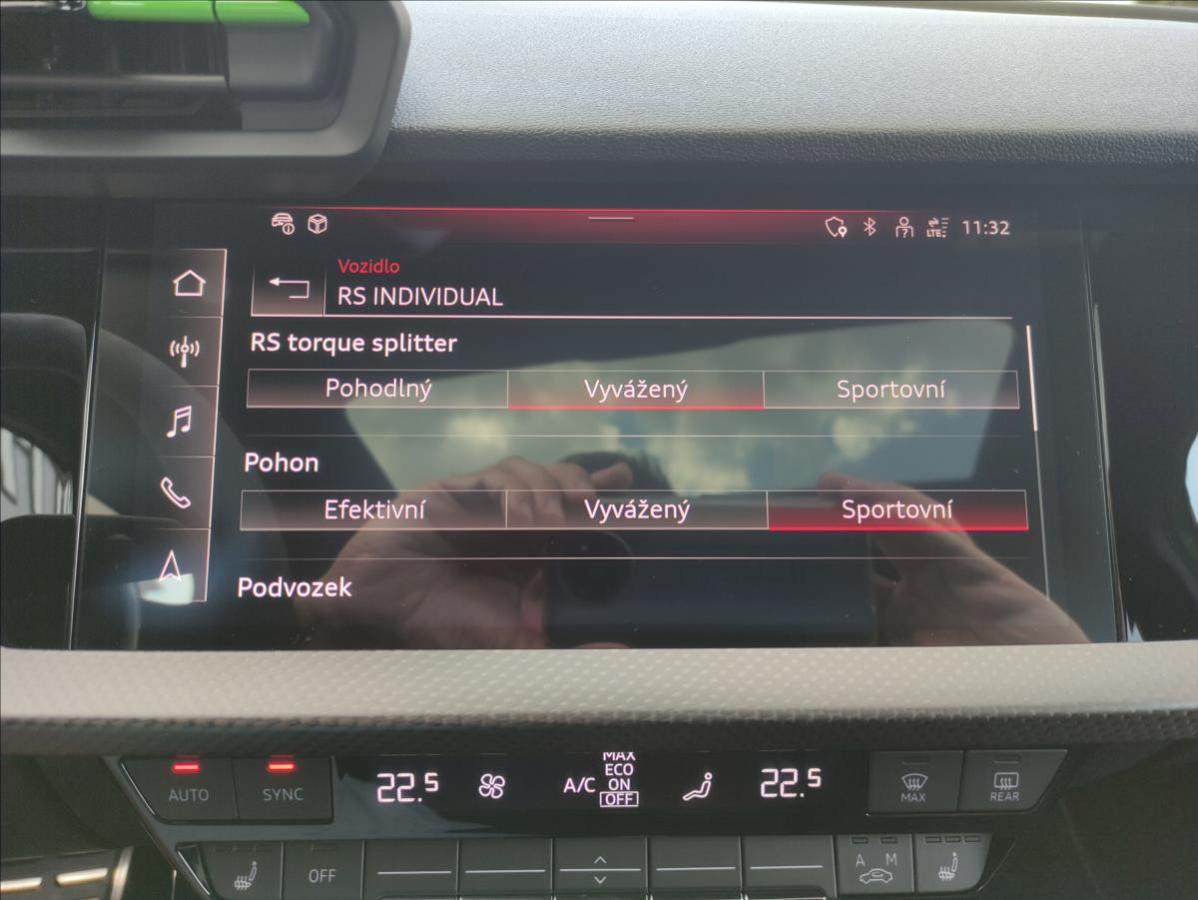 LTE 11:32
Vozidlo
RS INDIVIDUAL
RS torque splitter
Pohodlný Vyvážený Sportovní
Pohon
Efektivní Vyvážený Sportovní
Podvozek
AUTO SYNC 22.5 A/C MAX ECO ON OFF 22.5 MAX REAR
OFF A M